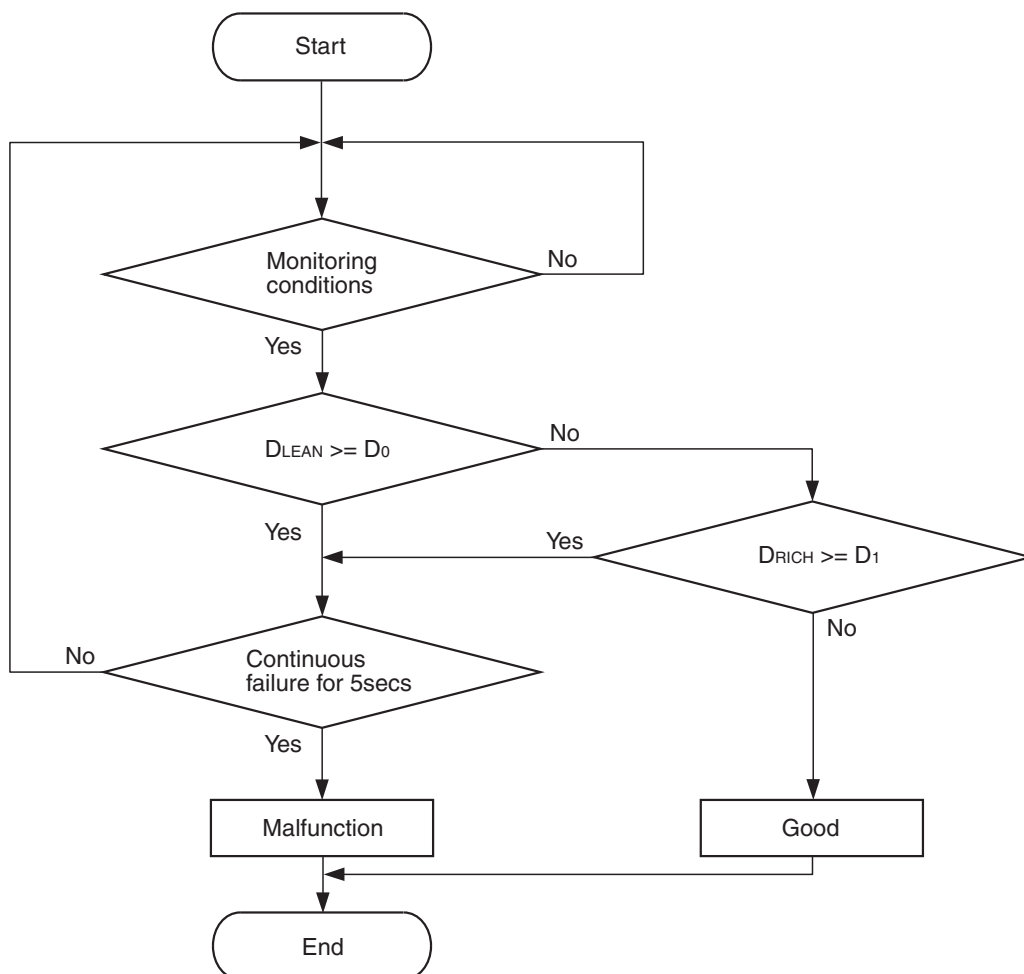 Start
Monitoring
conditions
No
Yes
DLEAN >= D0
No
Yes
Yes
DRICH >= D1
No
No
Continuous
failure for 5secs
Yes
Malfunction
Good
End